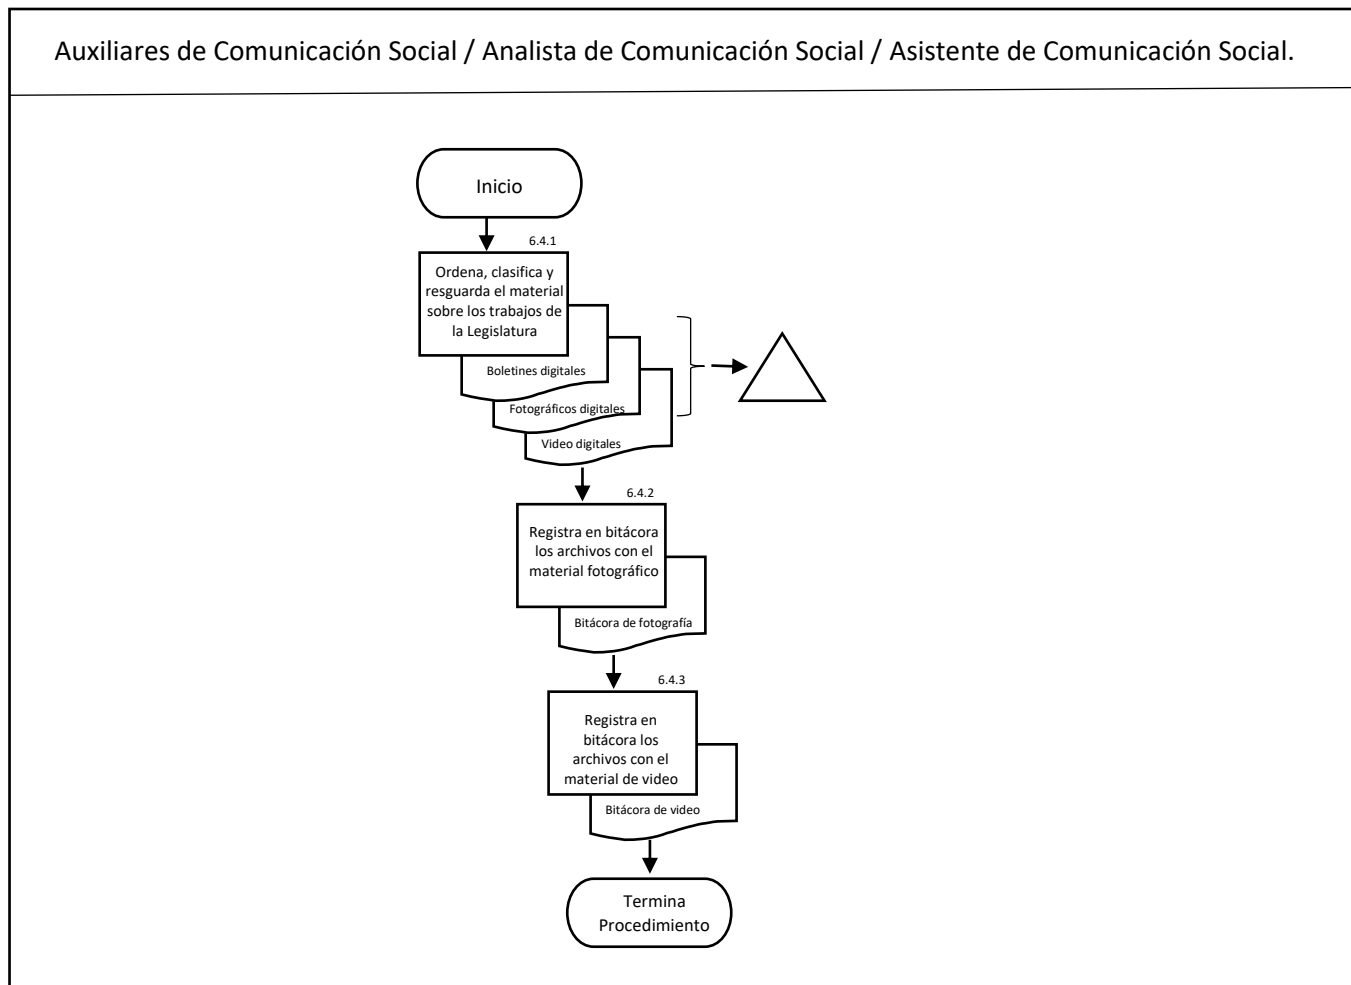 Auxiliares de Comunicación Social / Analista de Comunicación Social / Asistente de Comunicación Social.
Inicio
6.4.1
Ordena, clasifica y
resguarda el material
sobre los trabajos de
la Legislatura
Boletines digitales
Fotográficos digitales
Video digitales
6.4.2
Registra en bitácora
los archivos con el
material fotográfico
Bitácora de fotografía
6.4.3
Registra en
bitácora los
archivos con el
material de video
Bitácora de video
Termina
Procedimiento